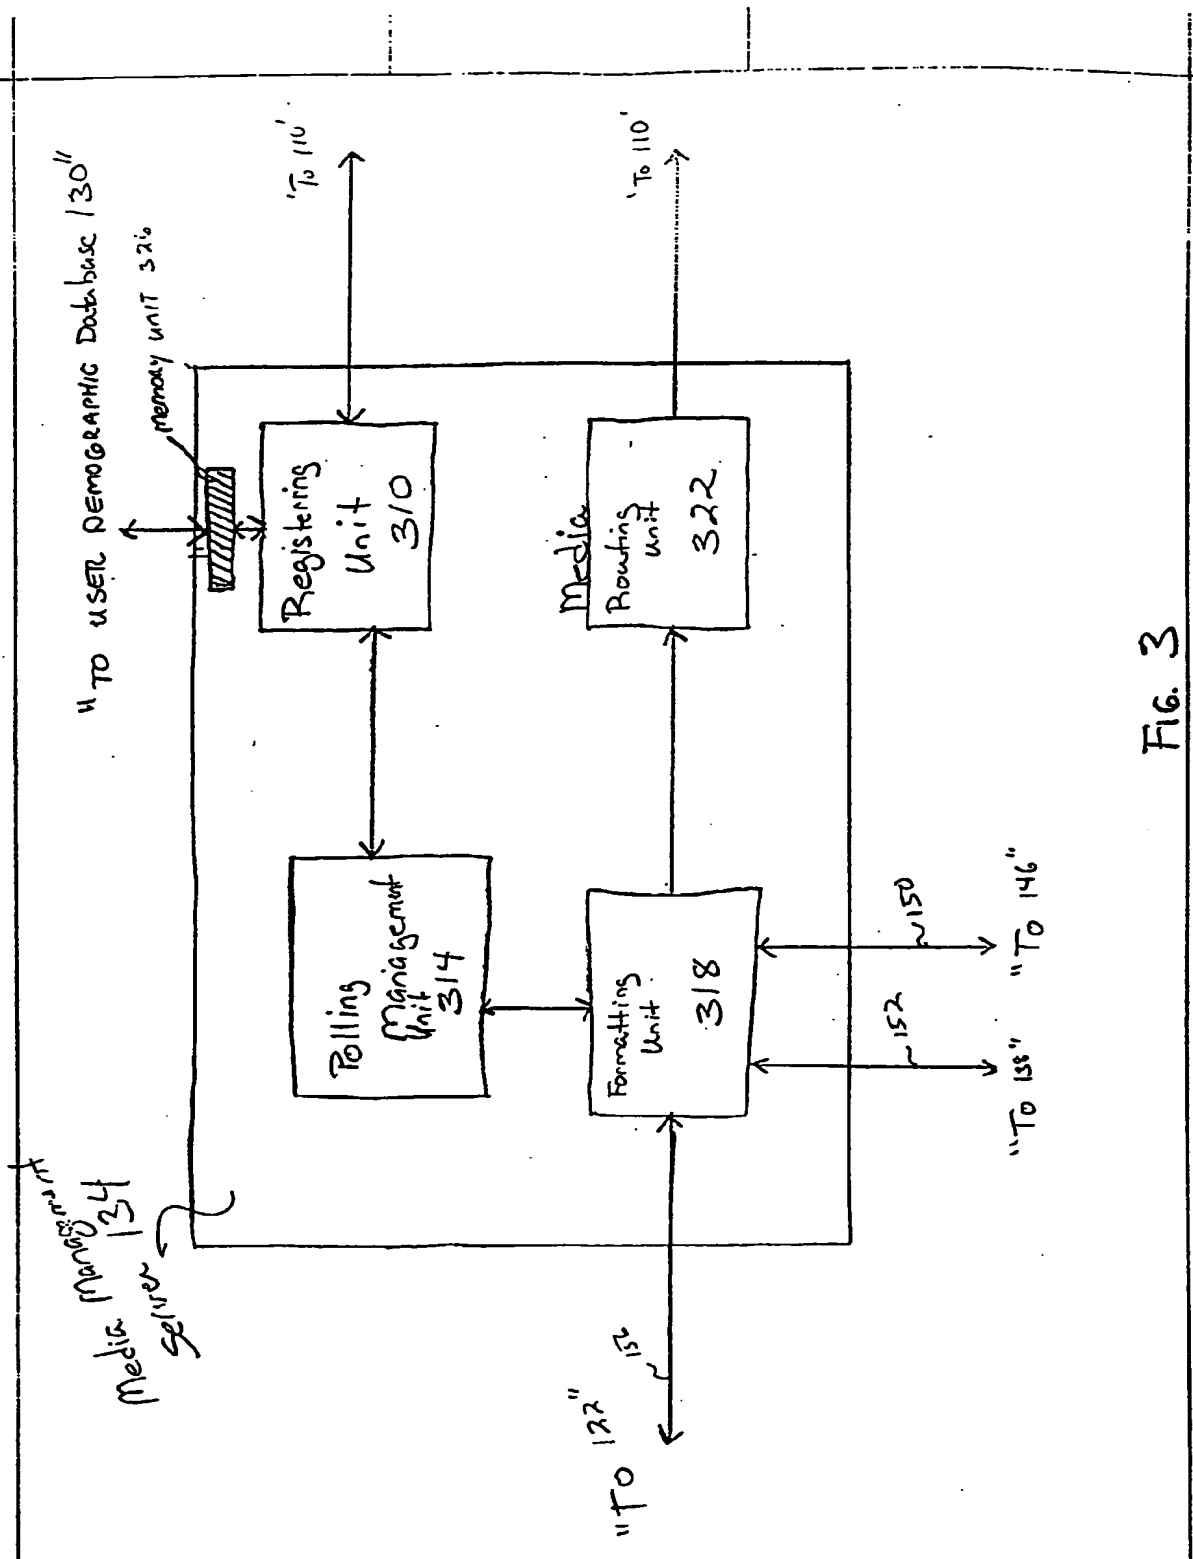 "TO USER DEMOGRAPHIC Database 130"
memory unit 326
'To 110'
Media Management
134
Server
Polling
Management
Unit
314
Registering
Unit
310
'To 110'
"To 122"
156
Formatting
Unit
318
Media
Routing
Unit
322
152
150
"To 138"
"To 146"
FIG. 3